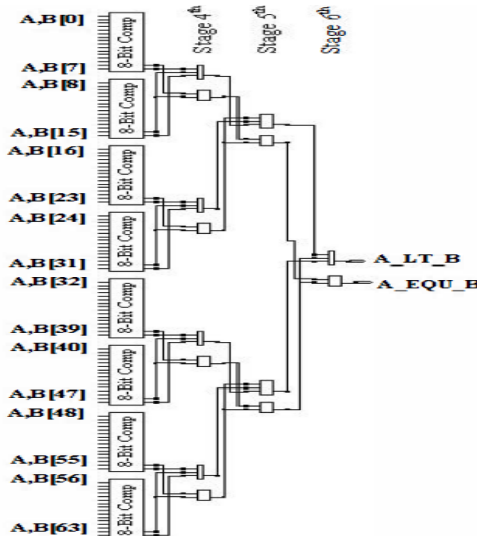 Stage 4th
Stage 5th
Stage 6th
A,B[0]
8-Bit Comp
A,B[7]
A,B[8]
8-Bit Comp
A,B[15]
A,B[16]
8-Bit Comp
A,B[23]
A,B[24]
8-Bit Comp
A,B[31]
A,B[32]
8-Bit Comp
A,B[39]
A,B[40]
8-Bit Comp
A,B[47]
A,B[48]
8-Bit Comp
A,B[55]
A,B[56]
8-Bit Comp
A,B[63]
A_LT_B
A_EQU_B